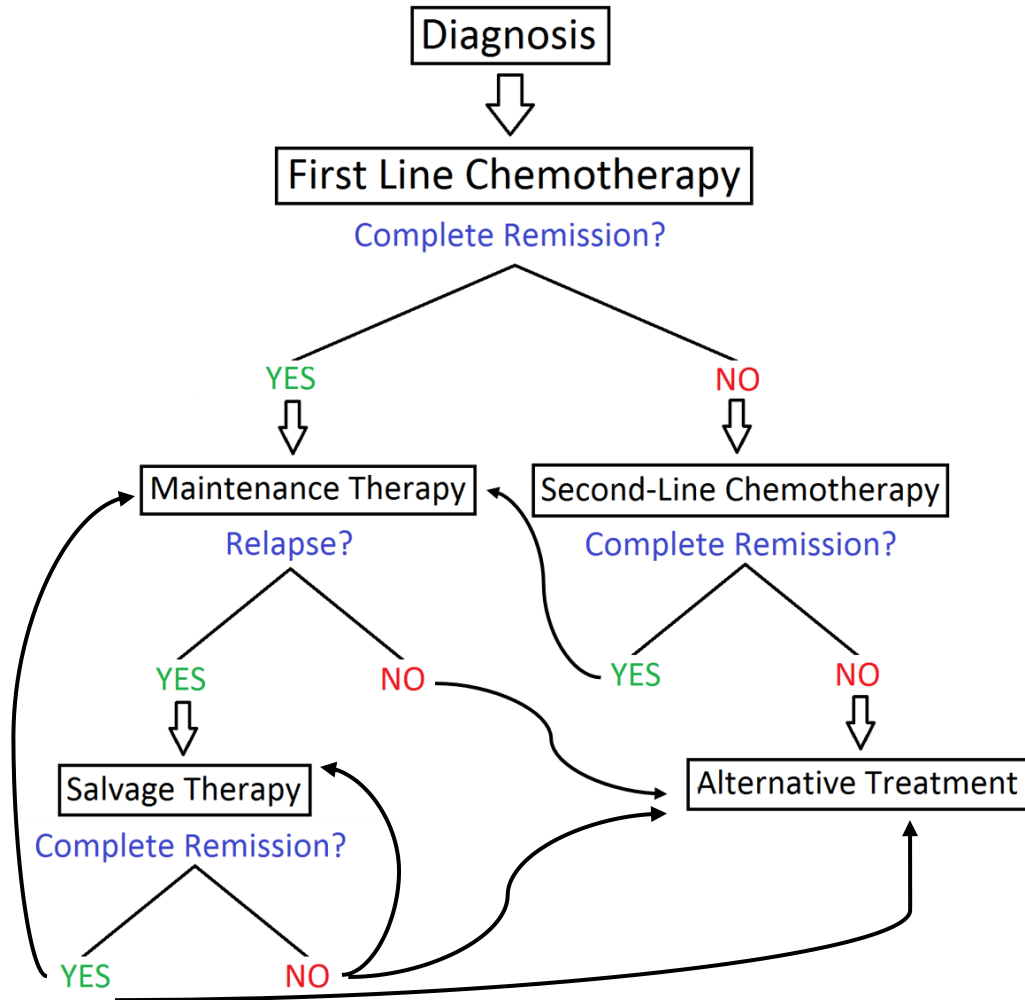 Diagnosis
First Line Chemotherapy
Complete Remission?
YES
NO
Maintenance Therapy
Second-Line Chemotherapy
Relapse?
Complete Remission?
YES
NO
YES
NO
Salvage Therapy
Alternative Treatment
Complete Remission?
YES
NO